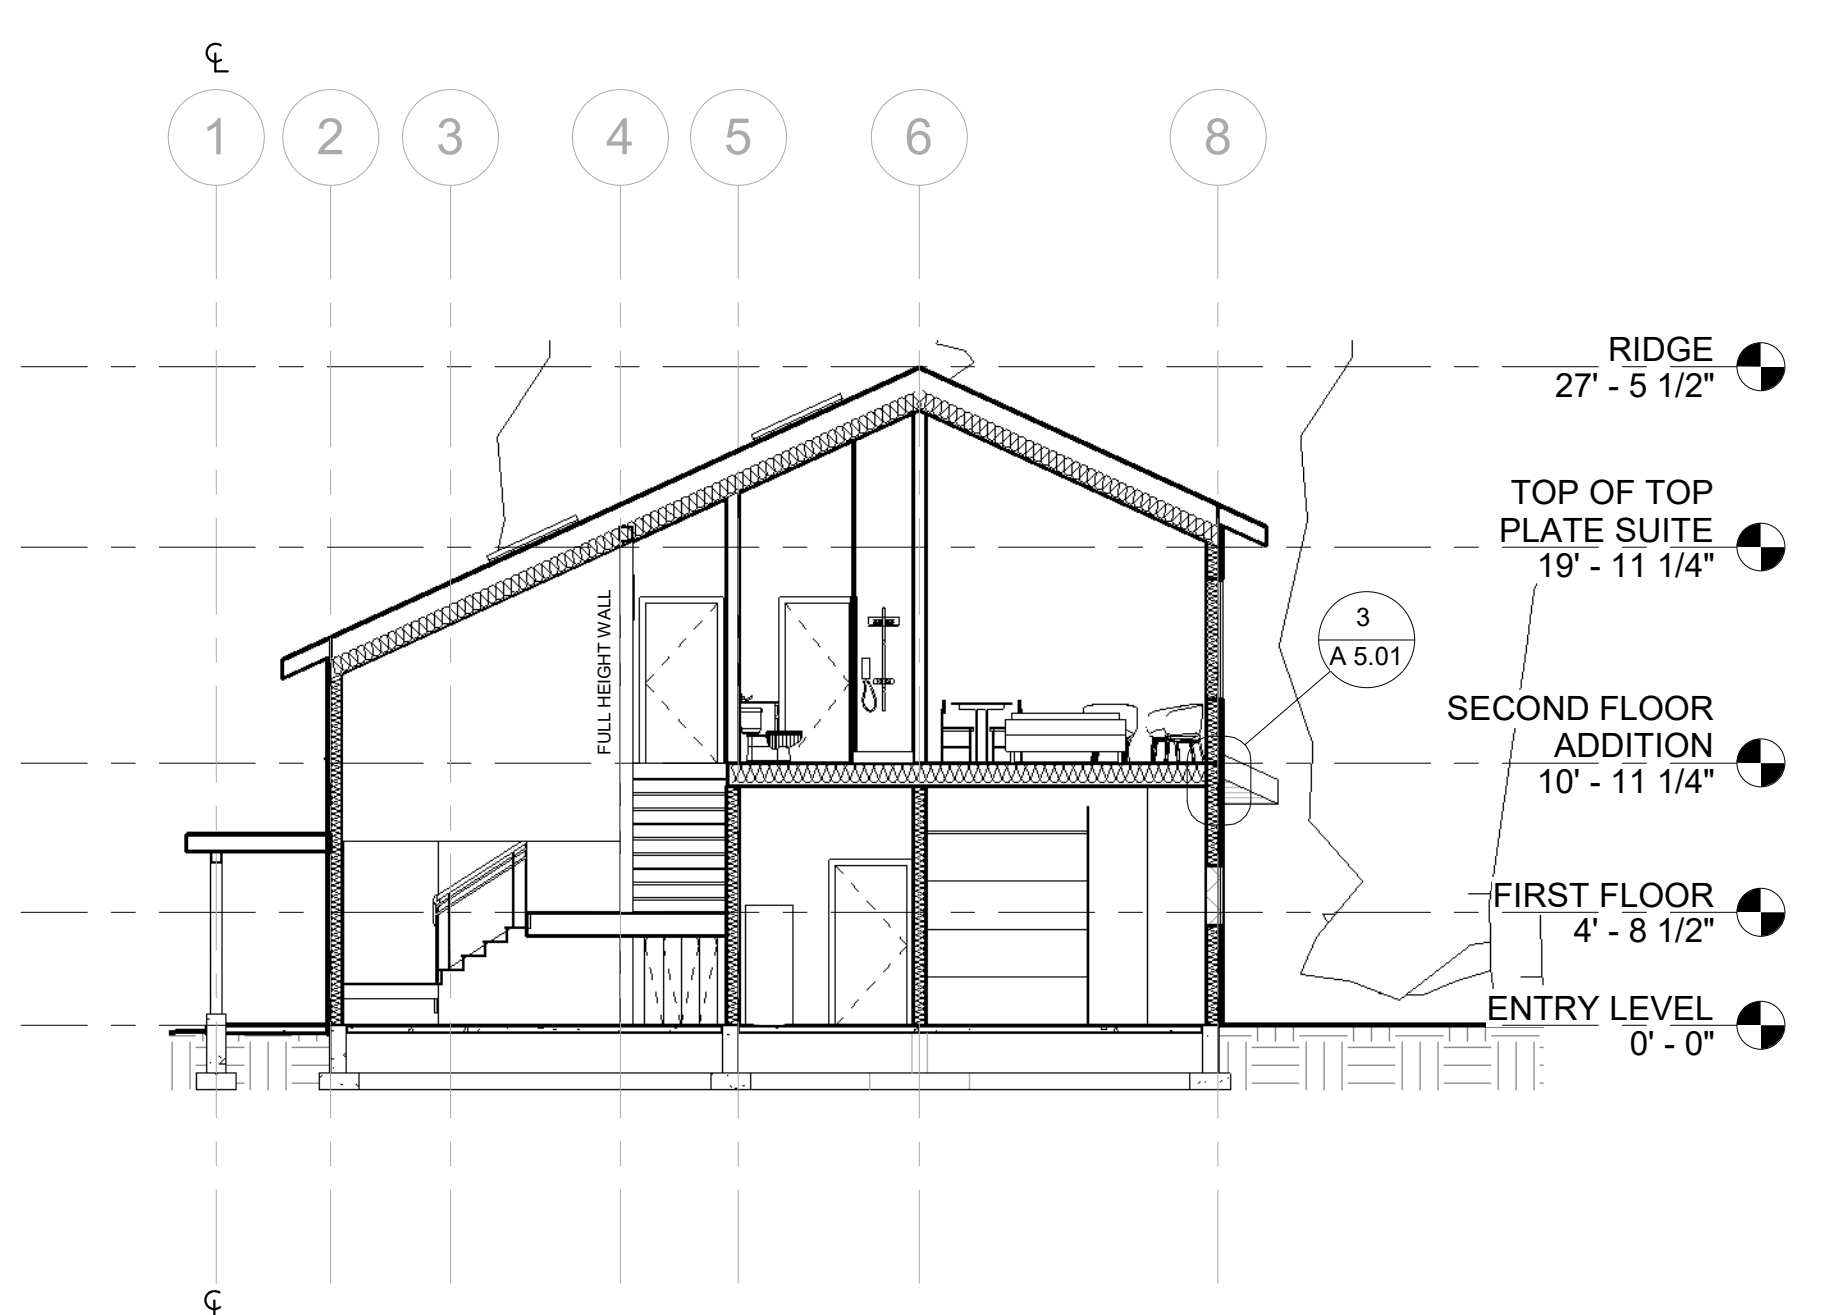 ℄
1 2 3 4 5 6 8
RIDGE
27' - 5 1/2"
TOP OF TOP
PLATE SUITE
19' - 11 1/4"
FULL HEIGHT WALL
3
A 5.01
SECOND FLOOR
ADDITION
10' - 11 1/4"
FIRST FLOOR
4' - 8 1/2"
ENTRY LEVEL
0' - 0"
℄